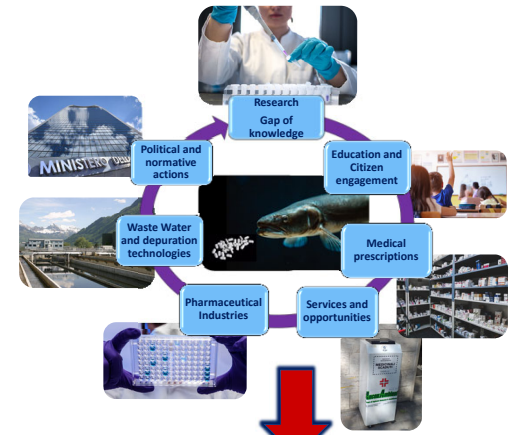 Research
Gap of
knowledge
Education and
Citizen
engagement
Medical
prescriptions
Services and
opportunities
Pharmaceutical
Industries
Waste Water
and depuration
technologies
Political and
normative
actions
MINISTERO